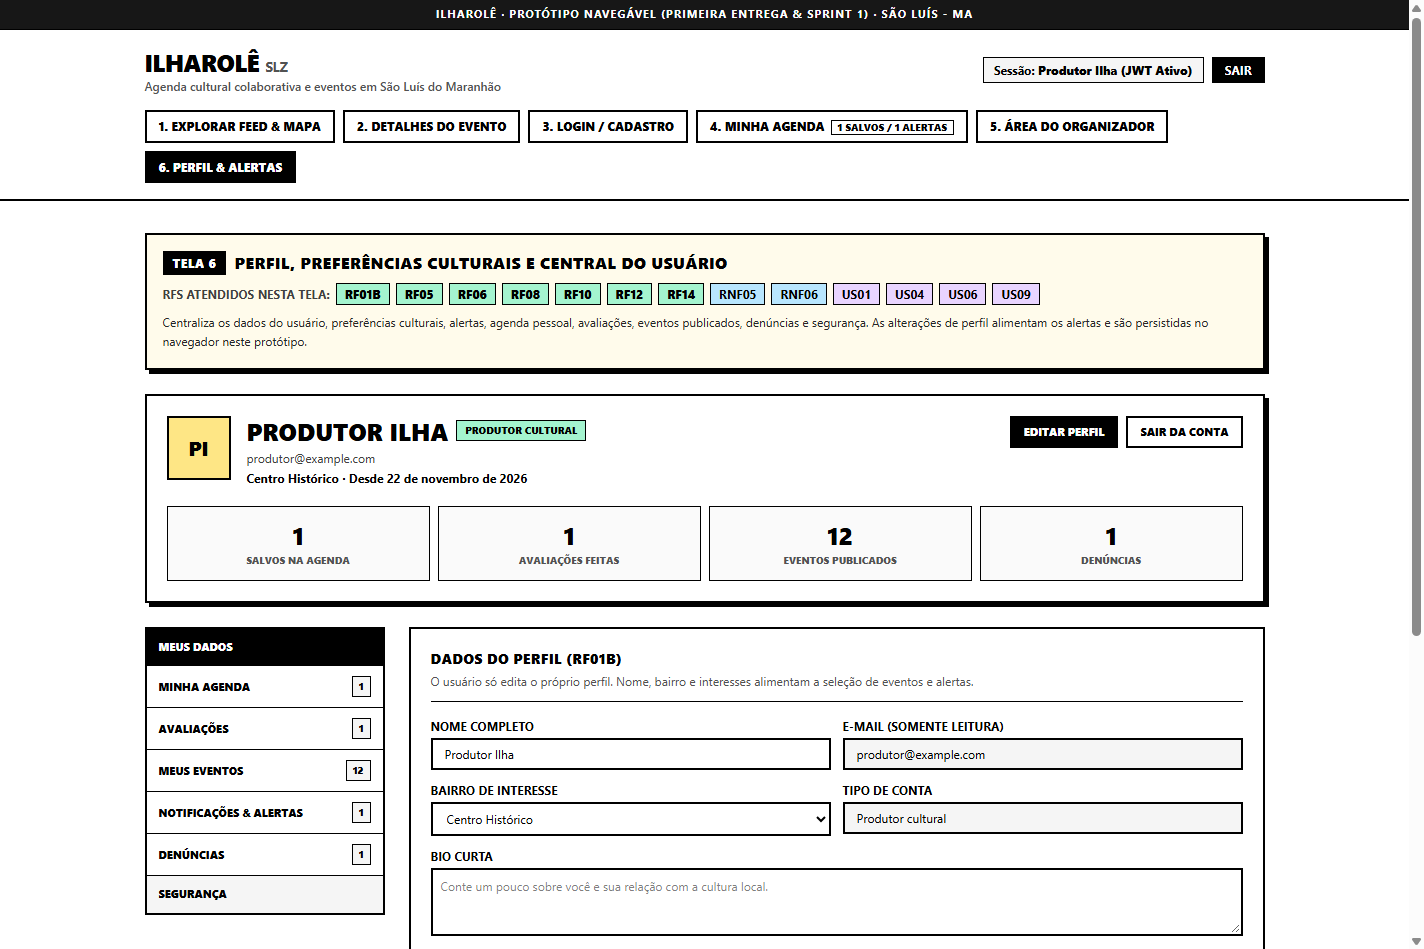 ILHAROLÊ · PROTÓTIPO NAVEGÁVEL (PRIMEIRA ENTREGA & SPRINT 1) · SÃO LUÍS - MA
ILHAROLÊ SLZ
Agenda cultural colaborativa e eventos em São Luís do Maranhão
Sessão: Produtor Ilha (JWT Ativo)
SAIR
1. EXPLORAR FEED & MAPA
2. DETALHES DO EVENTO
3. LOGIN / CADASTRO
4. MINHA AGENDA 1 SALVOS / 1 ALERTAS
5. ÁREA DO ORGANIZADOR
6. PERFIL & ALERTAS
TELA 6 PERFIL, PREFERÊNCIAS CULTURAIS E CENTRAL DO USUÁRIO
RFS ATENDIDOS NESTA TELA: RF01B RF05 RF06 RF08 RF10 RF12 RF14 RNF05 RNF06 US01 US04 US06 US09
Centraliza os dados do usuário, preferências culturais, alertas, agenda pessoal, avaliações, eventos publicados, denúncias e segurança. As alterações de perfil alimentam os alertas e são persistidas no
navegador neste protótipo.
PI
PRODUTOR ILHA PRODUTOR CULTURAL
produtor@example.com
Centro Histórico · Desde 22 de novembro de 2026
EDITAR PERFIL
SAIR DA CONTA
1
SALVOS NA AGENDA
1
AVALIAÇÕES FEITAS
12
EVENTOS PUBLICADOS
1
DENÚNCIAS
MEUS DADOS
MINHA AGENDA 1
AVALIAÇÕES 1
MEUS EVENTOS 12
NOTIFICAÇÕES & ALERTAS 1
DENÚNCIAS 1
SEGURANÇA
DADOS DO PERFIL (RF01B)
O usuário só edita o próprio perfil. Nome, bairro e interesses alimentam a seleção de eventos e alertas.
NOME COMPLETO
Produtor Ilha
E-MAIL (SOMENTE LEITURA)
produtor@example.com
BAIRRO DE INTERESSE
Centro Histórico
TIPO DE CONTA
Produtor cultural
BIO CURTA
Conte um pouco sobre você e sua relação com a cultura local.